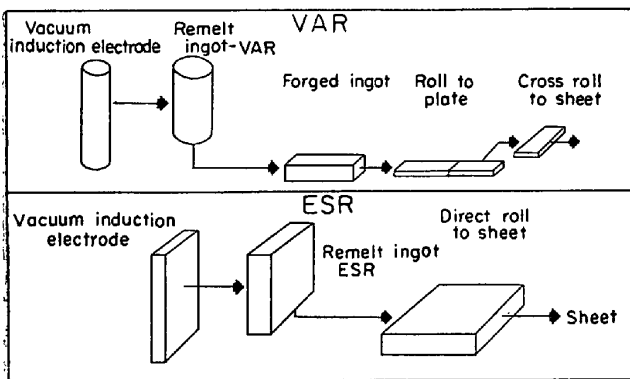 VAR
Vacuum
induction electrode
Remelt
ingot-VAR
Forged ingot
Roll to
plate
Cross roll
to sheet
ESR
Vacuum induction
electrode
Remelt ingot
ESR
Direct roll
to sheet
Sheet